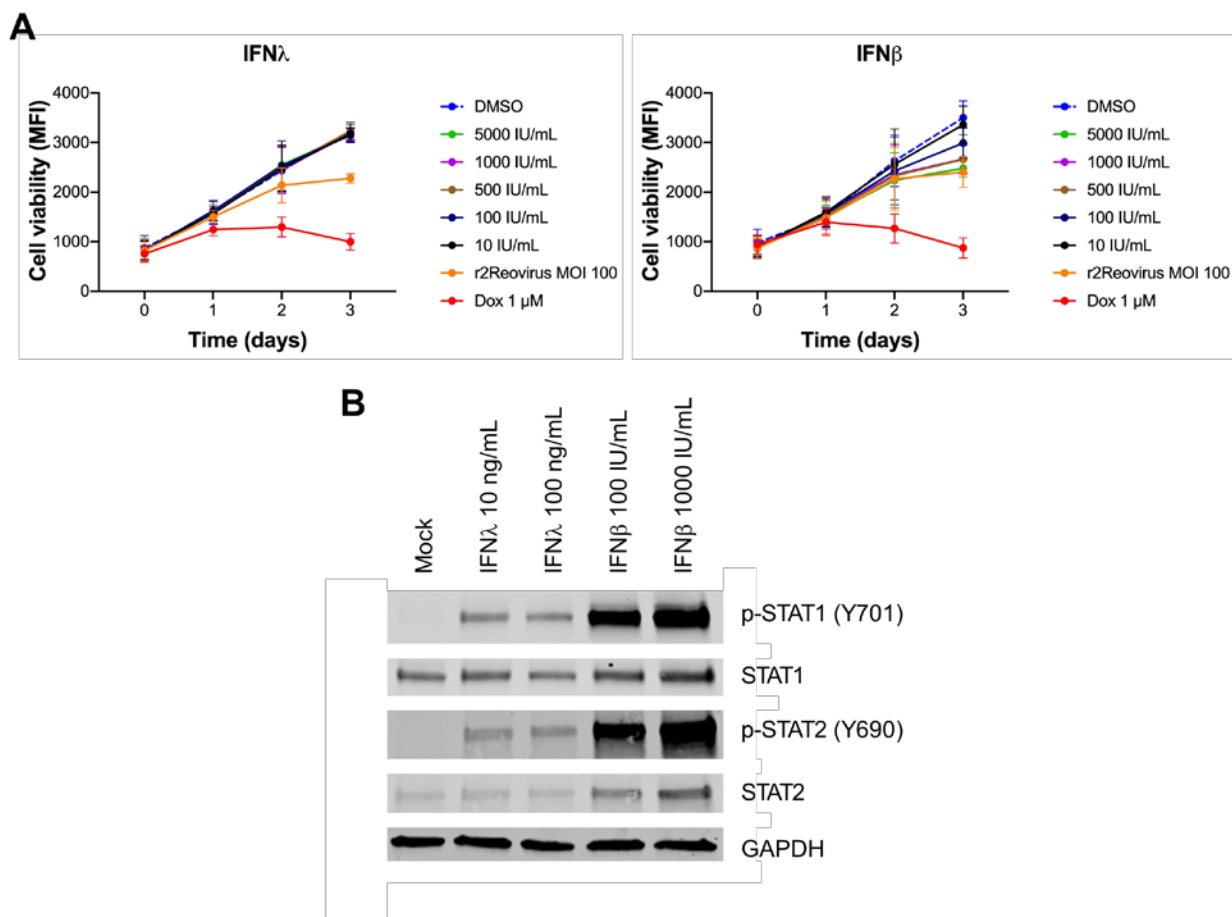 A
IFNλ
Cell viability (MFI)
4000
3000
2000
1000
0
0 1 2 3
Time (days)
DMSO
5000 IU/mL
1000 IU/mL
500 IU/mL
100 IU/mL
10 IU/mL
r2Reovirus MOI 100
Dox 1 µM
IFNβ
Cell viability (MFI)
4000
3000
2000
1000
0
0 1 2 3
Time (days)
DMSO
5000 IU/mL
1000 IU/mL
500 IU/mL
100 IU/mL
10 IU/mL
r2Reovirus MOI 100
Dox 1 µM
B
Mock
IFNλ 10 ng/mL
IFNλ 100 ng/mL
IFNβ 100 IU/mL
IFNβ 1000 IU/mL
p-STAT1 (Y701)
STAT1
p-STAT2 (Y690)
STAT2
GAPDH